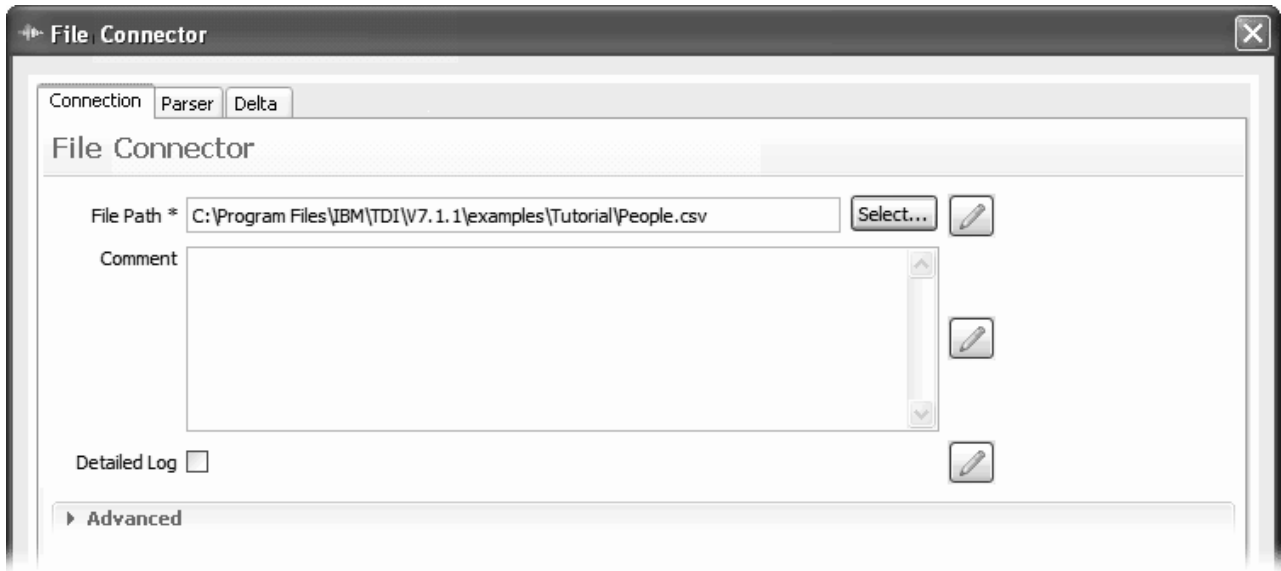 File Connector
Connection Parser Delta
File Connector
File Path * C:\Program Files\IBM\TDI\V7.1.1\examples\Tutorial\People.csv Select...
Comment
Detailed Log
Advanced